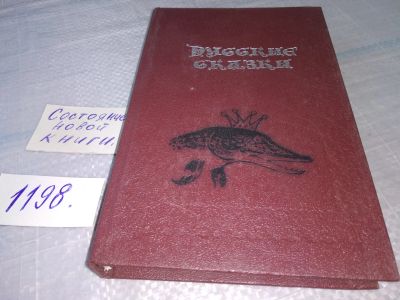 РУССКИЕ
СКАЗКИ
Состояние
новой
книги.
1198.